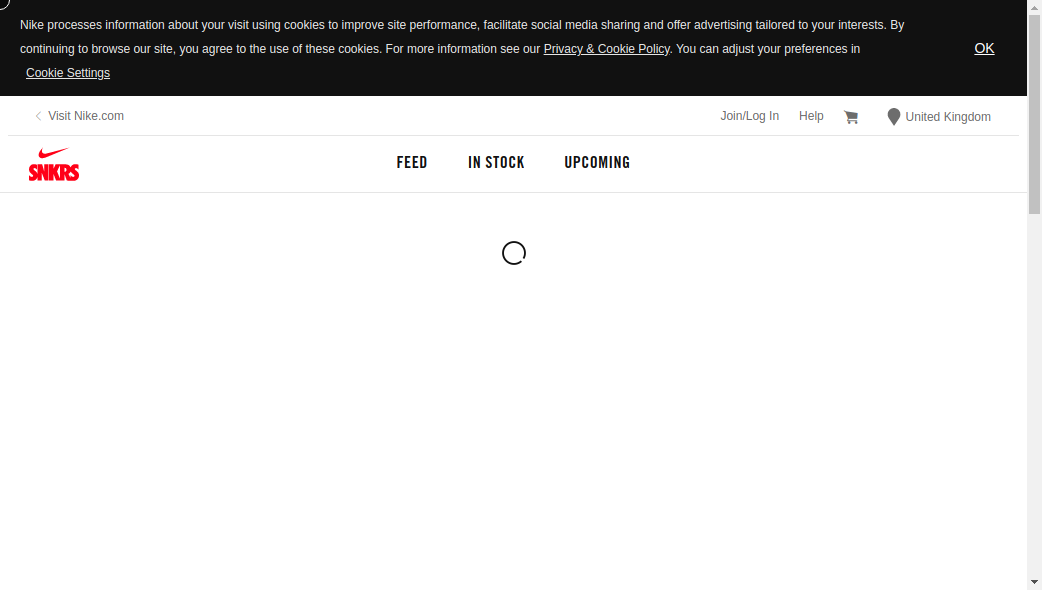 Nike processes information about your visit using cookies to improve site performance, facilitate social media sharing and offer advertising tailored to your interests. By
continuing to browse our site, you agree to the use of these cookies. For more information see our Privacy & Cookie Policy. You can adjust your preferences in
Cookie Settings
OK
Visit Nike.com
Join/Log In
Help
United Kingdom
SNKRS
FEED
IN STOCK
UPCOMING